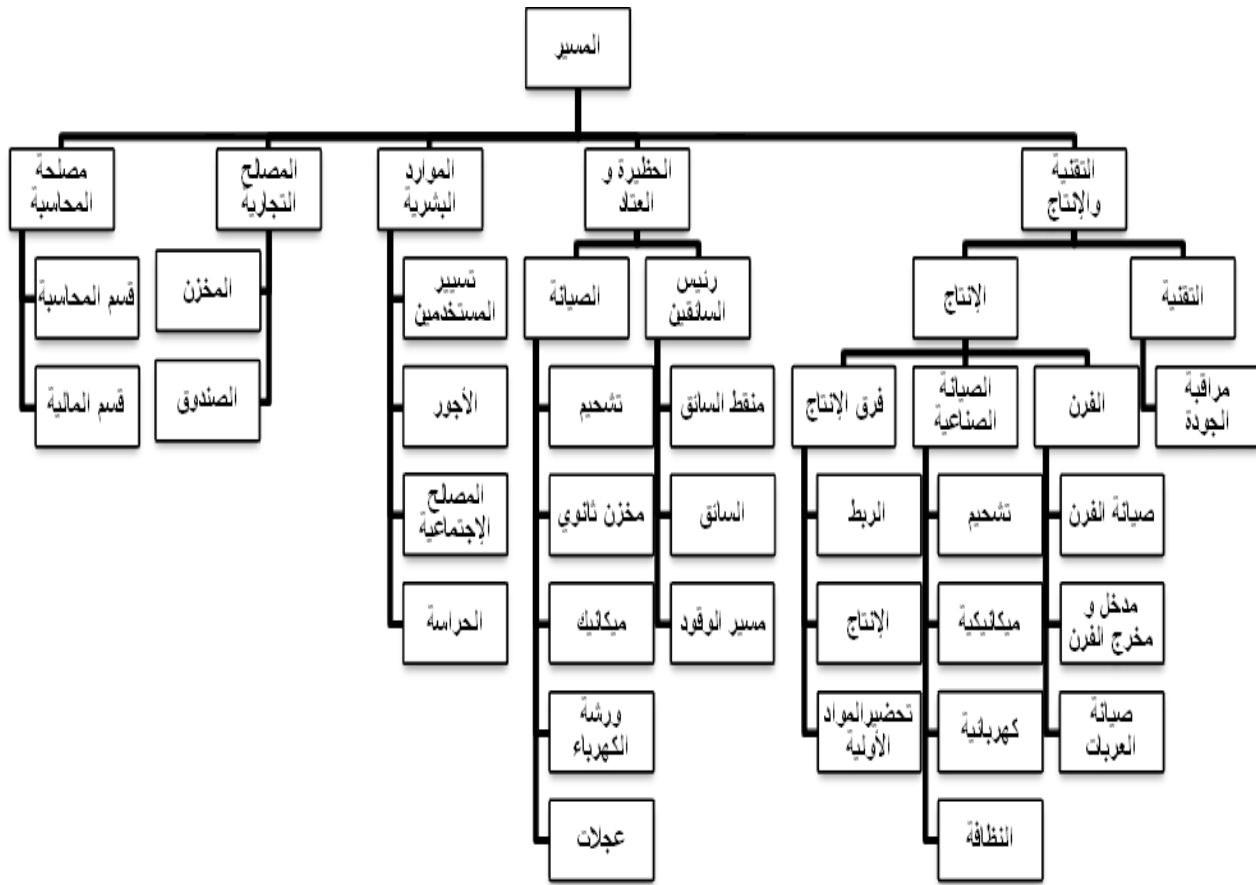 المسير
التقنية
والإنتاج
الحظيرة و
العتاد
الموارد
البشرية
المصالح
التجارية
مصلحة
المحاسبة
التقنية
الإنتاج
رئيس
السائقين
الصيانة
تسيير
المستخدمين
المخزن
قسم المحاسبة
مراقبة
الجودة
الفرن
الصيانة
الصناعية
فرق الإنتاج
منقط السائق
تشحيم
الأجور
الصندوق
قسم المالية
صيانة الفرن
تشحيم
الربط
السائق
مخزن ثانوي
المصالح
الإجتماعية
مدخل و
مخرج الفرن
ميكانيكية
الإنتاج
مسير الوقود
ميكانيك
الحراسة
صيانة
العربات
كهربائية
تحضيرالمواد
الأولية
ورشة
الكهرباء
النظافة
عجلات